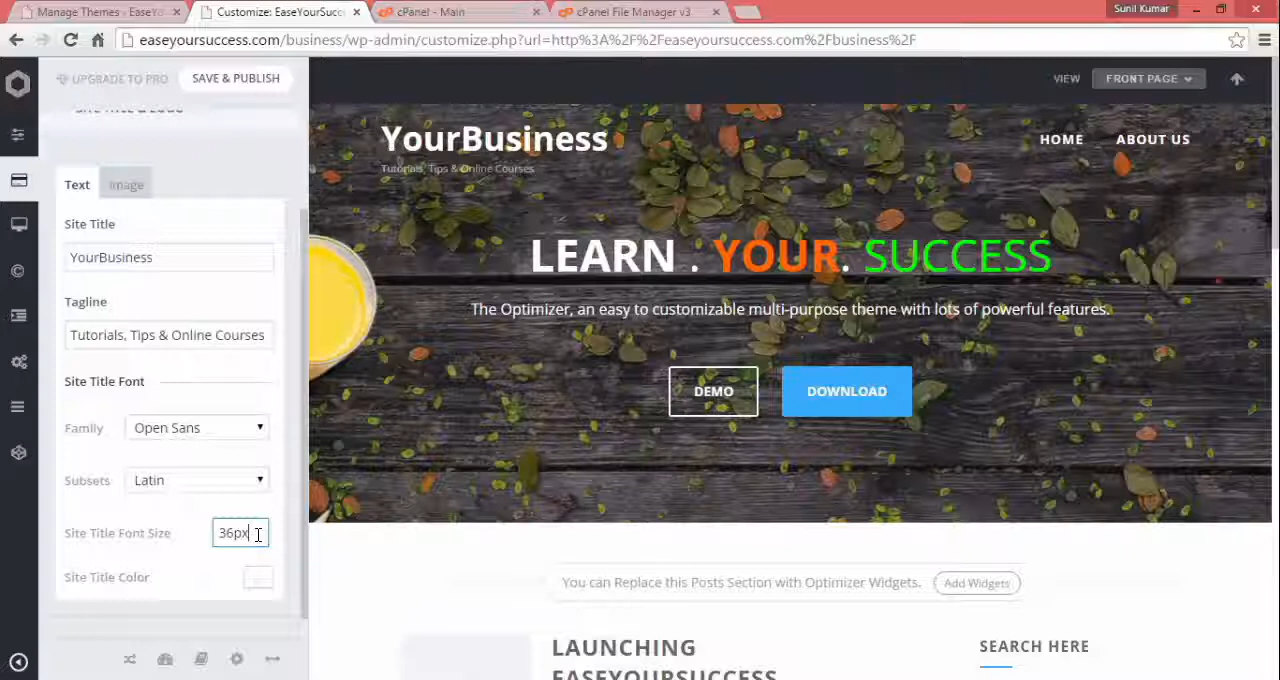 Manage Themes - EaseYo
Customize: EaseYourSucc
cPanel - Main
cPanel File Manager v3
Sunil Kumar
easeyoursuccess.com/business/wp-admin/customize.php?url=http%3A%2F%2Feaseyoursuccess.com%2Fbusiness%2F
UPGRADE TO PRO
SAVE & PUBLISH
VIEW
FRONT PAGE
Text
Image
Site Title
YourBusiness
Tagline
Tutorials, Tips & Online Courses
Site Title Font
Family
Open Sans
Subsets
Latin
Site Title Font Size
36px
Site Title Color
YourBusiness
Tutorials, Tips & Online Courses
HOME
ABOUT US
LEARN . YOUR. SUCCESS
The Optimizer, an easy to customizable multi-purpose theme with lots of powerful features.
DEMO
DOWNLOAD
You can Replace this Posts Section with Optimizer Widgets.
Add Widgets
LAUNCHING
EASEYOURSUCCESS
SEARCH HERE